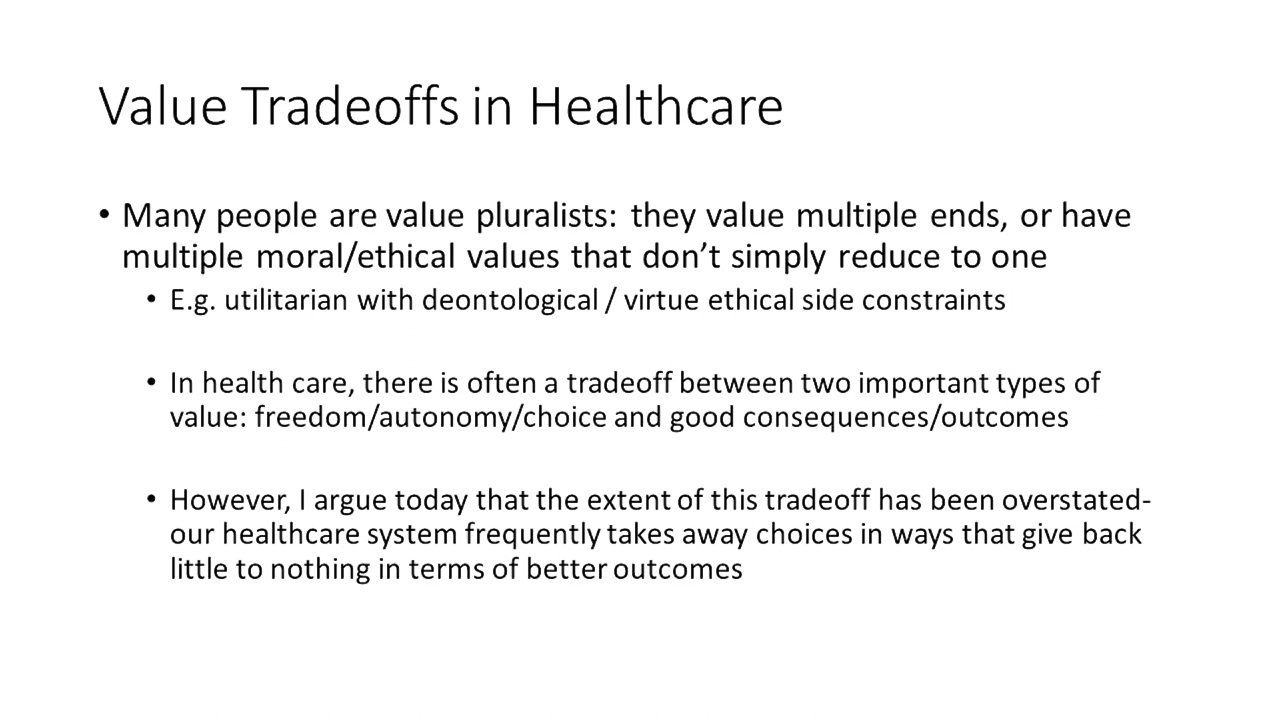 Value Tradeoffs in Healthcare
• Many people are value pluralists: they value multiple ends, or have
multiple moral/ethical values that don’t simply reduce to one
• E.g. utilitarian with deontological / virtue ethical side constraints
• In health care, there is often a tradeoff between two important types of
value: freedom/autonomy/choice and good consequences/outcomes
• However, I argue today that the extent of this tradeoff has been overstated-
our healthcare system frequently takes away choices in ways that give back
little to nothing in terms of better outcomes